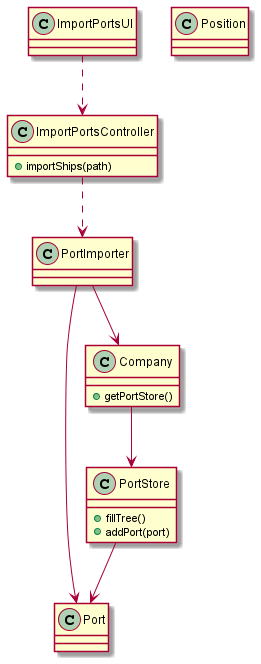 C ImportPortsUI
C Position
C ImportPortsController
importShips(path)
C PortImporter
C Company
getPortStore()
C PortStore
fillTree()
addPort(port)
C Port